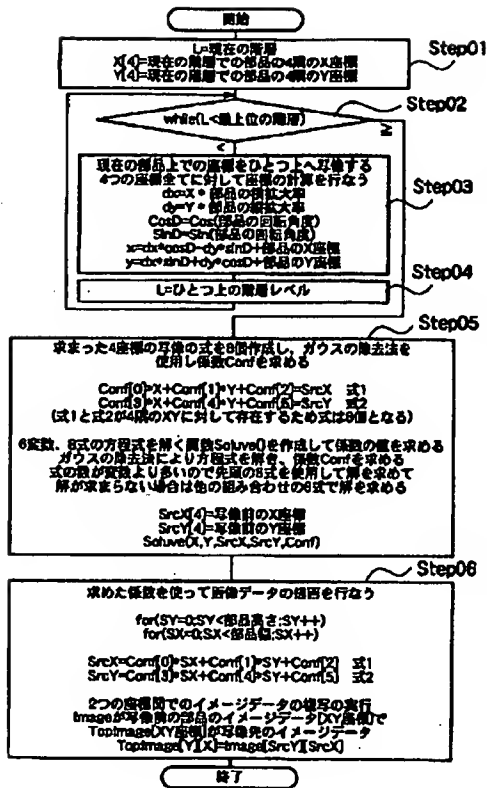 開始
L=現在の階層
X[4]=現在の階層での部品の4隅のX座標
Y[4]=現在の階層での部品の4隅のY座標
Step01
Step02
while(L<最上位の階層)
<
≧
現在の部品上での座標をひとつ上へ写像する
4つの座標全てに対して座標の計算を行なう
dx=X * 部品の横拡大率
dy=Y * 部品の縦拡大率
CosD=Cos(部品の回転角度)
SinD=Sin(部品の回転角度)
x=dx*cosD-dy*sinD+部品のX座標
y=dx*sinD+dy*cosD+部品のY座標
Step03
L=ひとつ上の階層レベル
Step04
Step05
求まった4座標の写像の式を8個作成し、ガウスの除去法を
使用し係数Confを求める
Conf[0]*X+Conf[1]*Y+Conf[2]=SrcX 式1
Conf[3]*X+Conf[4]*Y+Conf[5]=SrcY 式2
(式1と式2が4隅のXYに対して存在するため式は8個となる)
6変数、8式の方程式を解く関数Soluve()を作成して係数の値を求める
ガウスの除去法により方程式を解き、係数Confを求める
式の数が変数より多いので先頭の6式を使用して解を求めて
解が求まらない場合は他の組み合わせの6式で解を求める
SrcX[4]=写像前のX座標
SrcY[4]=写像前のY座標
Soluve(X,Y,SrcX,SrcY,Conf)
Step06
求めた係数を使って画像データの描画を行なう
for(SY=0;SY<部品高さ;SY++)
for(SX=0;SX<部品幅;SX++)
SrcX=Conf[0]*SX+Conf[1]*SY+Conf[2] 式1
SrcY=Conf[3]*SX+Conf[4]*SY+Conf[5] 式2
2つの座標間でのイメージデータの複写の実行
Imageが写像前の部品のイメージデータ[XY座標]で
TopImage[XY座標]が写像先のイメージデータ
TopImage[Y][X]=Image[SrcY][SrcX]
終了